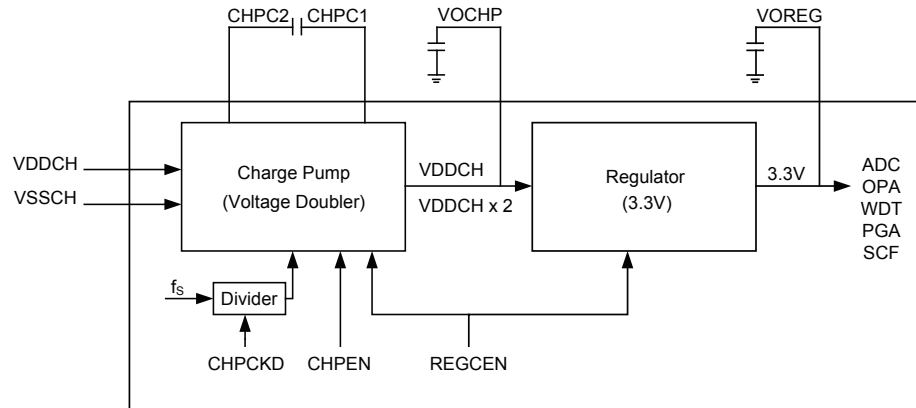 CHPC2 CHPC1 VOCHP VOREG
VDDCH
VSSCH
Charge Pump
(Voltage Doubler)
VDDCH
VDDCH x 2
Regulator
(3.3V)
3.3V
ADC
OPA
WDT
PGA
SCF
fS
Divider
CHPCKD CHPEN REGCEN